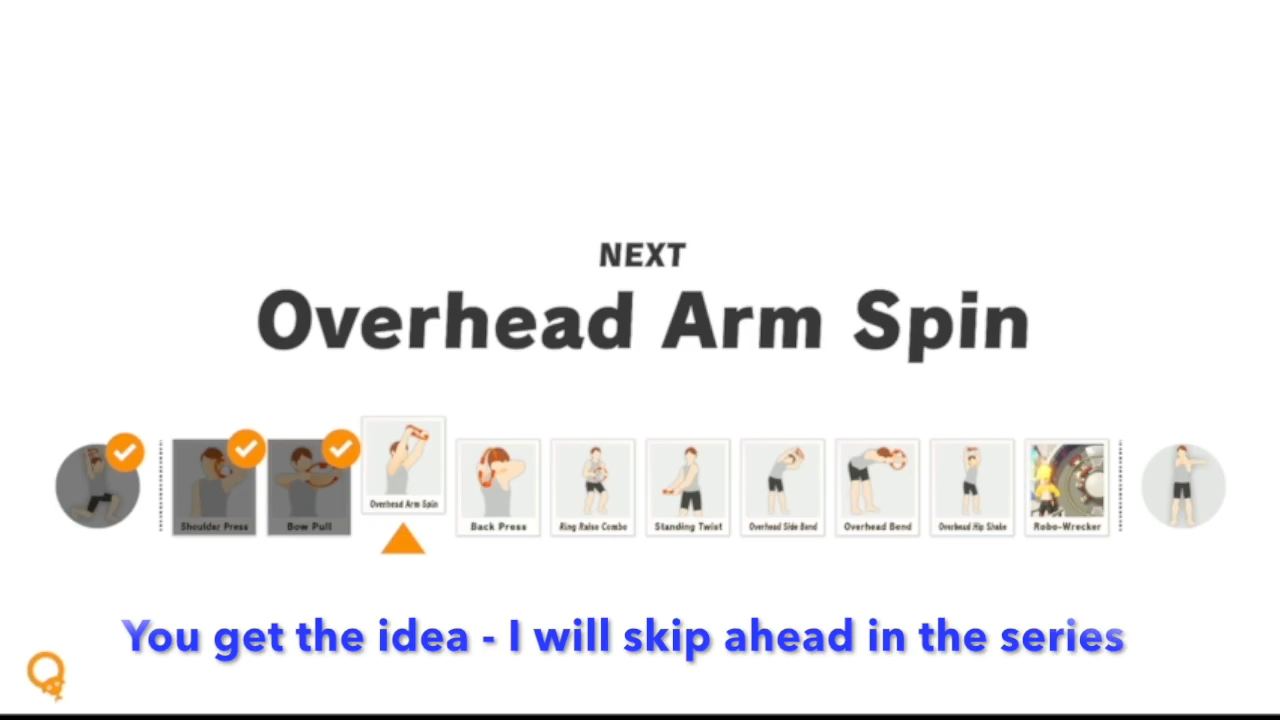 NEXT
Overhead Arm Spin
Shoulder Press
Bow Pull
Overhead Arm Spin
Back Press
Ring Raise Combo
Standing Twist
Overhead Side Bend
Overhead Bend
Overhead Hip Shake
Robo-Wrecker
You get the idea - I will skip ahead in the series